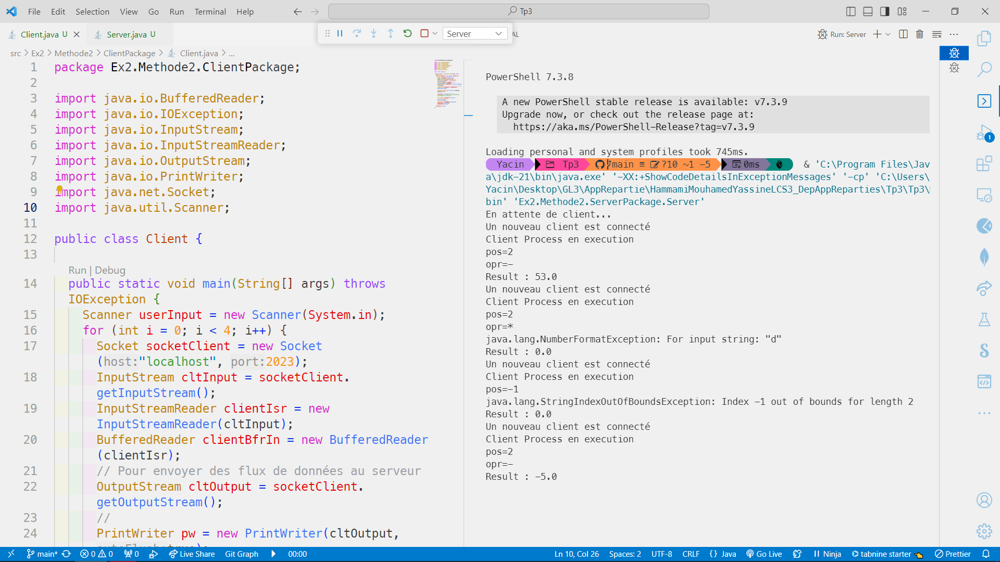 File Edit Selection View Go Run Terminal Help
Tp3
Client.java U
Server.java U
Server
AL
Run: Server
src > Ex2 > Methode2 > ClientPackage > Client.java > ...
1 package Ex2.Methode2.ClientPackage;
2
3 import java.io.BufferedReader;
4 import java.io.IOException;
5 import java.io.InputStream;
6 import java.io.InputStreamReader;
7 import java.io.OutputStream;
8 import java.io.PrintWriter;
9 import java.net.Socket;
10 import java.util.Scanner;
11
12 public class Client {
13
Run | Debug
14 public static void main(String[] args) throws
IOException {
15 Scanner userInput = new Scanner(System.in);
16 for (int i = 0; i < 4; i++) {
17 Socket socketClient = new Socket
(host:"localhost", port:2023);
18 InputStream cltInput = socketClient.
getInputStream();
19 InputStreamReader clientIsr = new
InputStreamReader(cltInput);
20 BufferedReader clientBfrIn = new BufferedReader
(clientIsr);
21 // Pour envoyer des flux de données au serveur
22 OutputStream cltOutput = socketClient.
getOutputStream();
23 //
24 PrintWriter pw = new PrintWriter(cltOutput,
PowerShell 7.3.8
A new PowerShell stable release is available: v7.3.9
Upgrade now, or check out the release page at:
https://aka.ms/PowerShell-Release?tag=v7.3.9
Loading personal and system profiles took 745ms.
Yacin Tp3 main ≡ ?10 ~1 -5 0ms & 'C:\Program Files\Jav
a\jdk-21\bin\java.exe' '-XX:+ShowCodeDetailsInExceptionMessages' '-cp' 'C:\Users\
Yacin\Desktop\GL3\AppRepartie\HammamiMouhamedYassineLCS3_DepAppReparties\Tp3\Tp3\
bin' 'Ex2.Methode2.ServerPackage.Server'
En attente de client...
Un nouveau client est connecté
Client Process en execution
pos=2
opr=-
Result : 53.0
Un nouveau client est connecté
Client Process en execution
pos=2
opr=*
java.lang.NumberFormatException: For input string: "d"
Result : 0.0
Un nouveau client est connecté
Client Process en execution
pos=-1
java.lang.StringIndexOutOfBoundsException: Index -1 out of bounds for length 2
Result : 0.0
Un nouveau client est connecté
Client Process en execution
pos=2
opr=-
Result : -5.0
1
main* 0 0 0 Live Share Git Graph 00:00 Ln 10, Col 26 Spaces: 2 UTF-8 CRLF {} Java Go Live Ninja tabnine starter Prettier